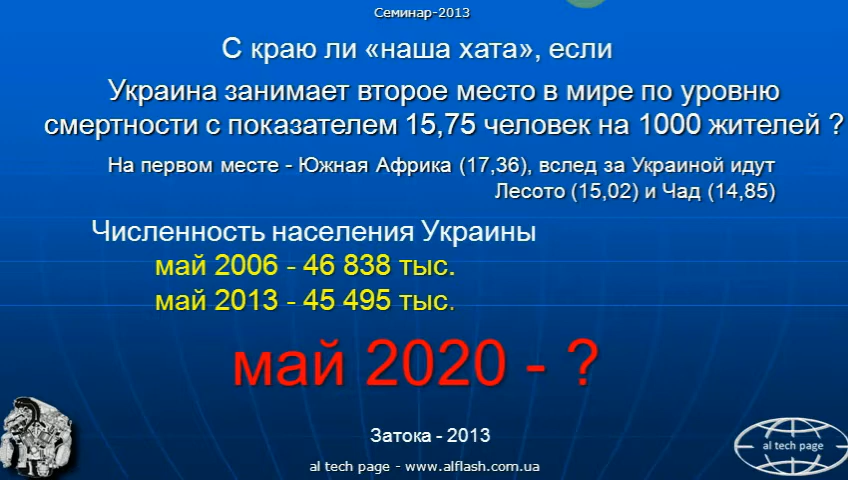 Семинар-2013
С краю ли «наша хата», если
Украина занимает второе место в мире по уровню
смертности с показателем 15,75 человек на 1000 жителей ?
На первом месте - Южная Африка (17,36), вслед за Украиной идут
Лесото (15,02) и Чад (14,85)
Численность населения Украины
май 2006 - 46 838 тыс.
май 2013 - 45 495 тыс.
май 2020 - ?
al tech page
Затока - 2013
al tech page - www.alflash.com.ua